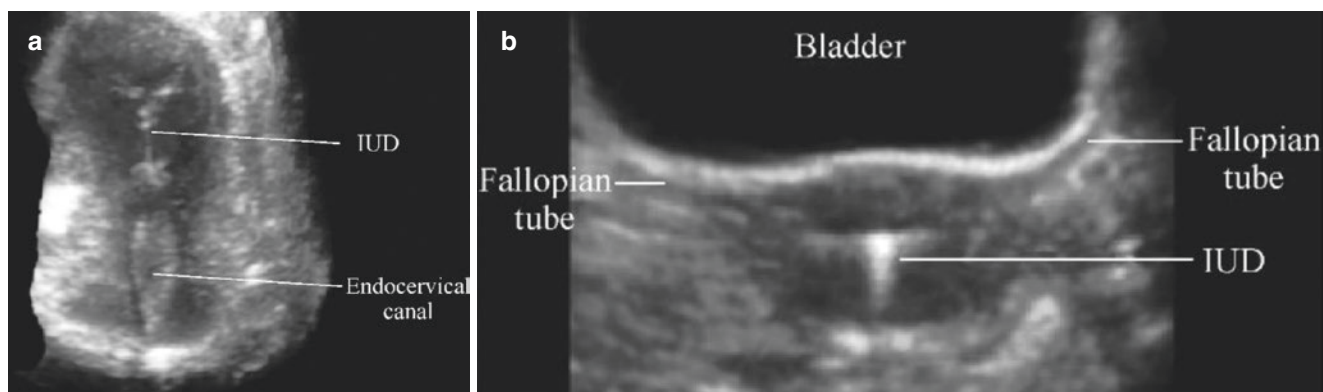 a
IUD
Endocervical
canal
b
Bladder
Fallopian
tube
Fallopian
tube
IUD